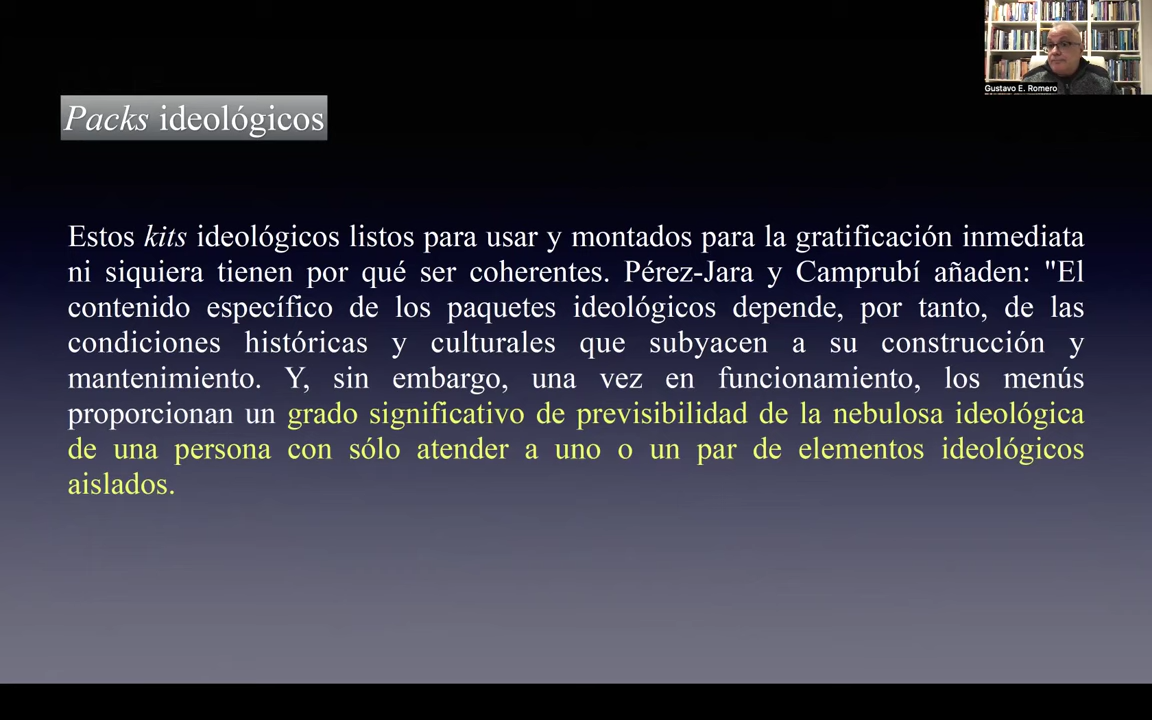 Gustavo E. Romero
Packs ideológicos
Estos kits ideológicos listos para usar y montados para la gratificación inmediata
ni siquiera tienen por qué ser coherentes. Pérez-Jara y Camprubí añaden: "El
contenido específico de los paquetes ideológicos depende, por tanto, de las
condiciones históricas y culturales que subyacen a su construcción y
mantenimiento. Y, sin embargo, una vez en funcionamiento, los menús
proporcionan un grado significativo de previsibilidad de la nebulosa ideológica
de una persona con sólo atender a uno o un par de elementos ideológicos
aislados.